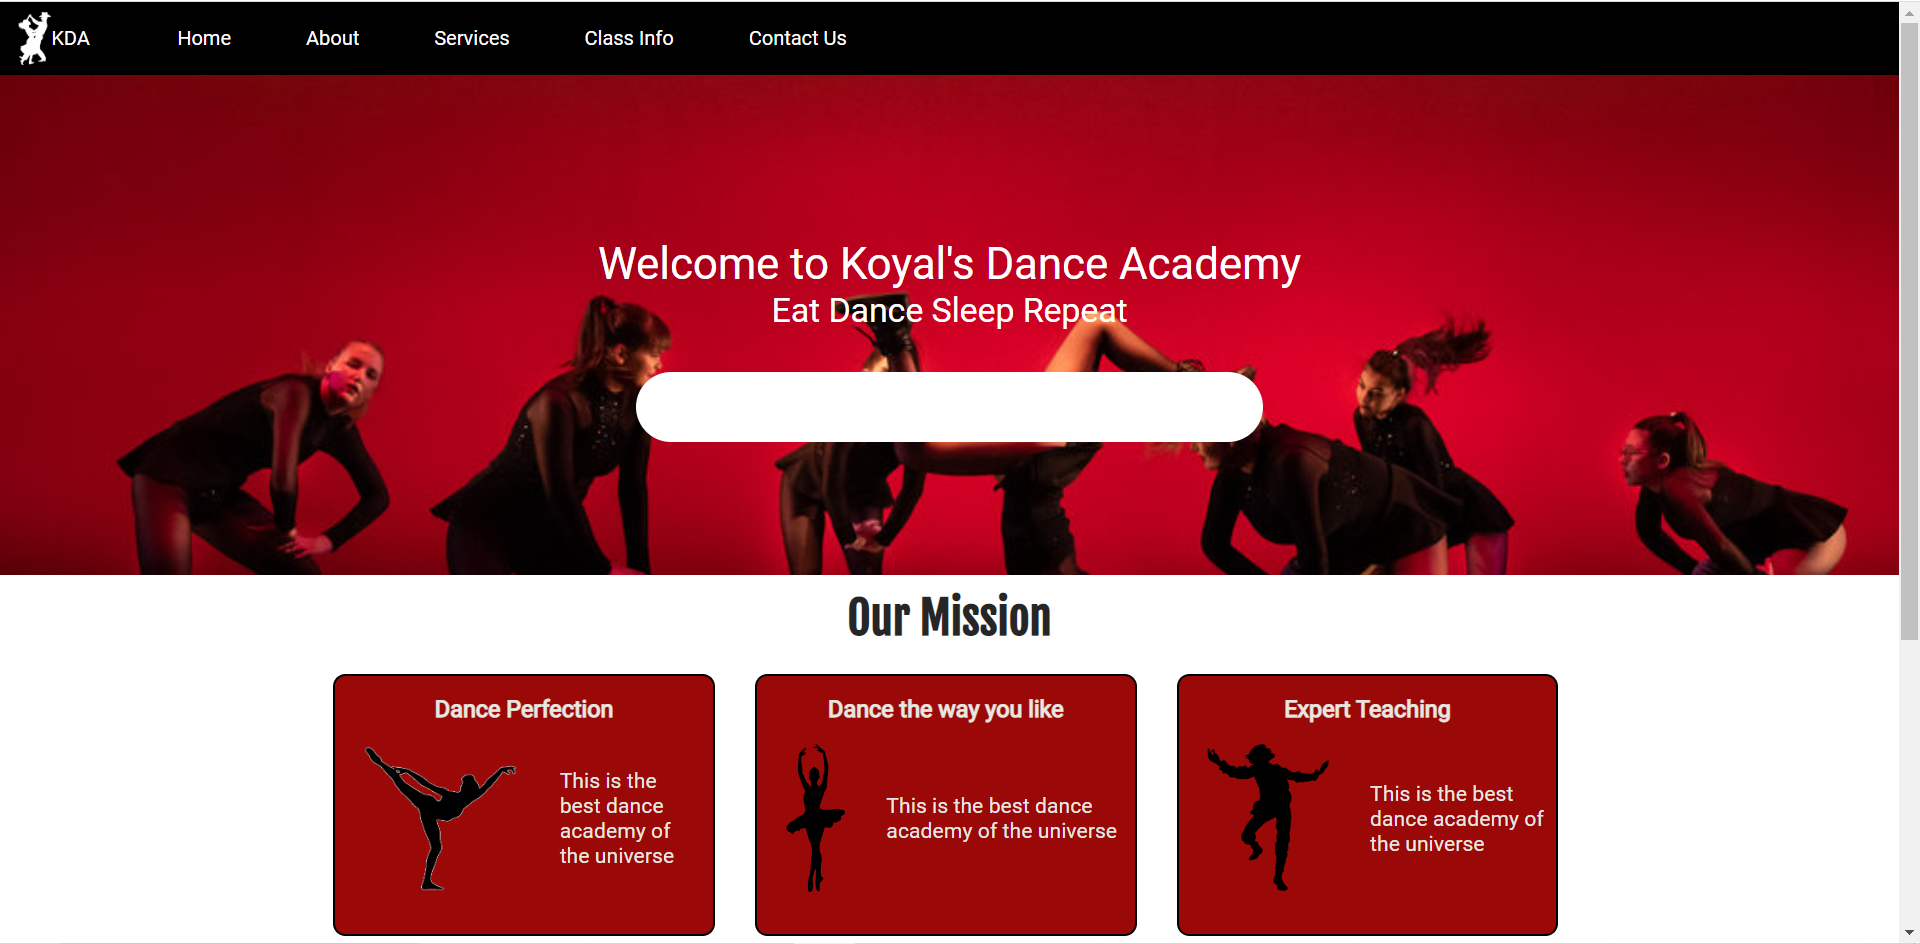 KDA Home About Services Class Info Contact Us
Welcome to Koyal's Dance Academy
Eat Dance Sleep Repeat
Our Mission
Dance Perfection
This is the
best dance
academy of
the universe
Dance the way you like
This is the best dance
academy of the universe
Expert Teaching
This is the best
dance academy of
the universe